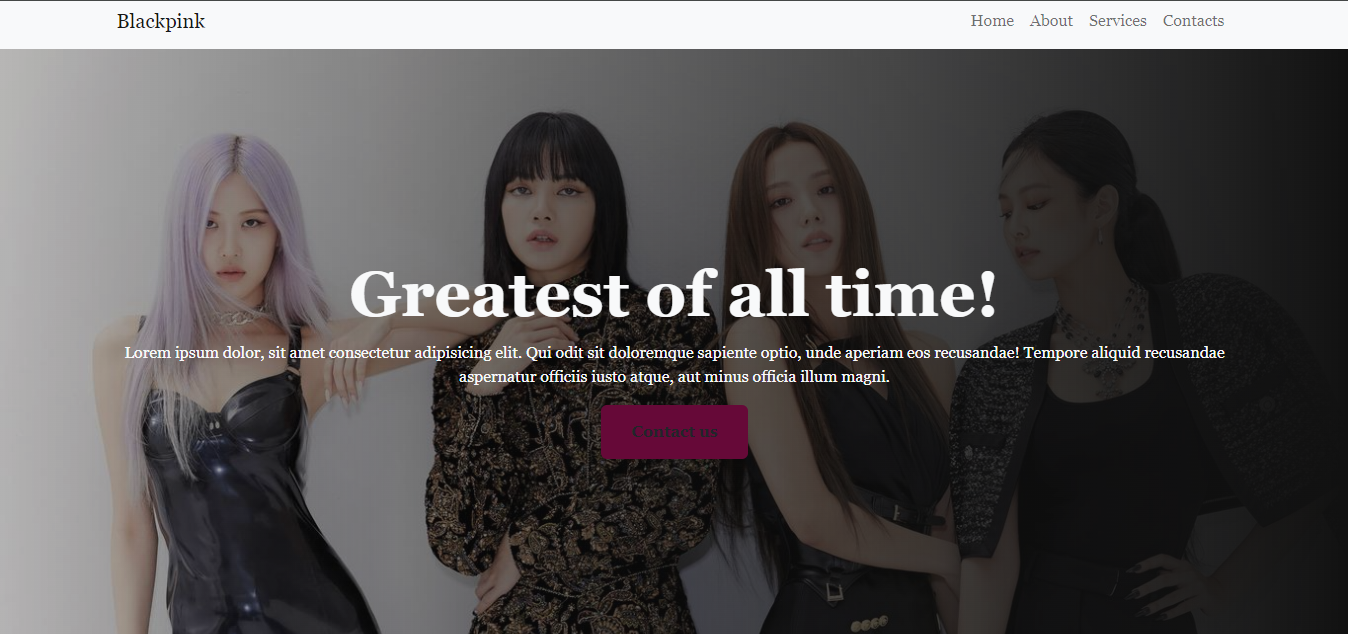 Blackpink
Home About Services Contacts
Greatest of all time!
Lorem ipsum dolor, sit amet consectetur adipisicing elit. Qui odit sit doloremque sapiente optio, unde aperiam eos recusandae! Tempore aliquid recusandae
aspernatur officiis iusto atque, aut minus officia illum magni.
Contact us